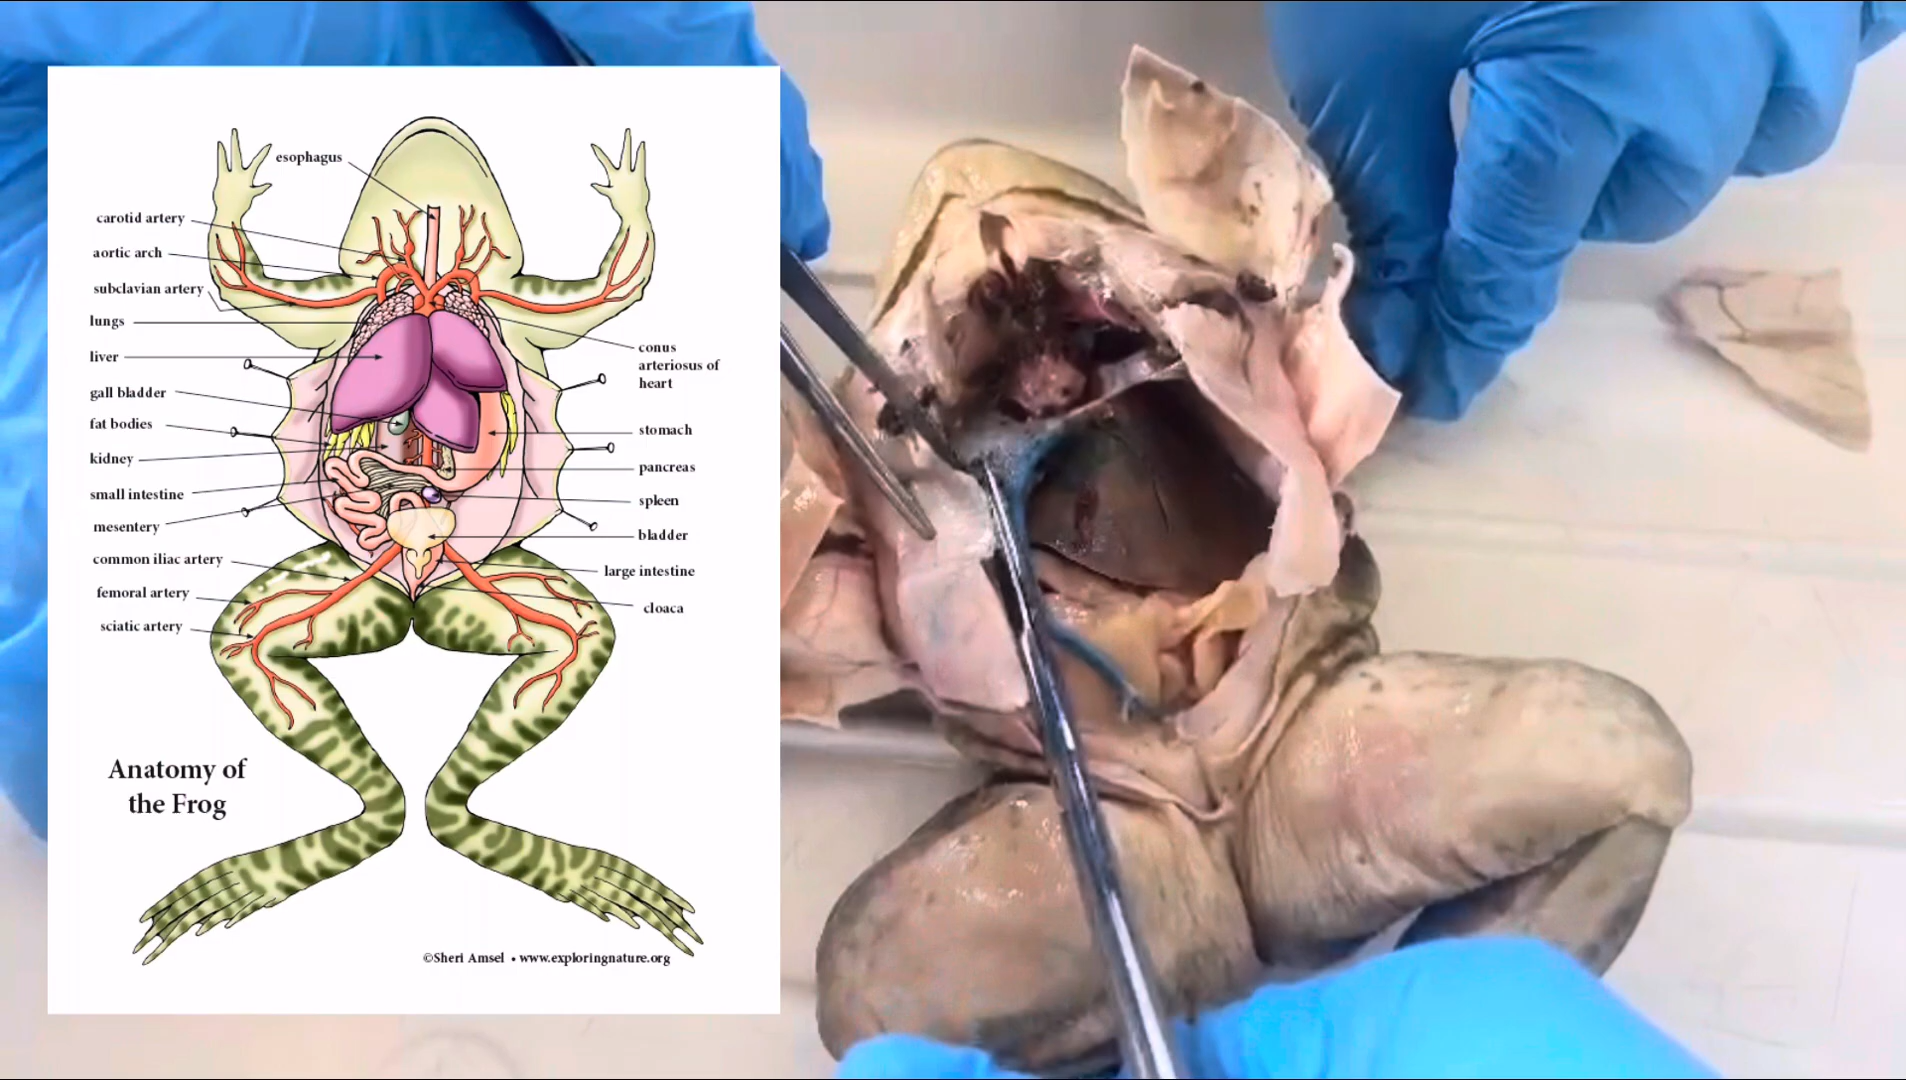 esophagus
carotid artery
aortic arch
subclavian artery
lungs
liver
gall bladder
fat bodies
kidney
small intestine
mesentery
common iliac artery
femoral artery
sciatic artery
conus
arteriosus of
heart
stomach
pancreas
spleen
bladder
large intestine
cloaca
Anatomy of
the Frog
©Sheri Amsel • www.exploringnature.org